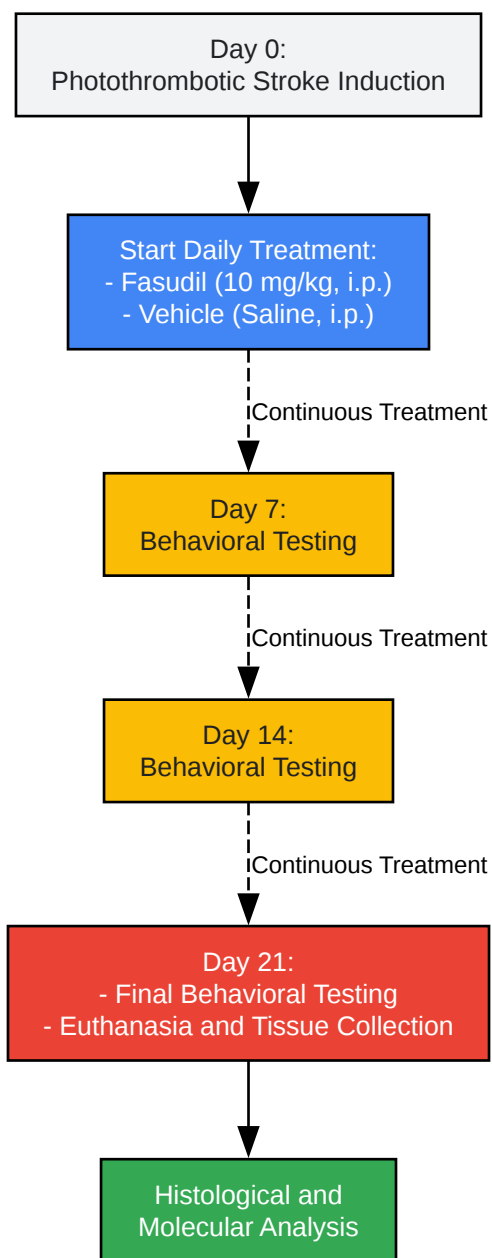 Day 0:
Photothrombotic Stroke Induction
Start Daily Treatment:
- Fasudil (10 mg/kg, i.p.)
- Vehicle (Saline, i.p.)
Continuous Treatment
Day 7:
Behavioral Testing
Continuous Treatment
Day 14:
Behavioral Testing
Continuous Treatment
Day 21:
- Final Behavioral Testing
- Euthanasia and Tissue Collection
Histological and
Molecular Analysis